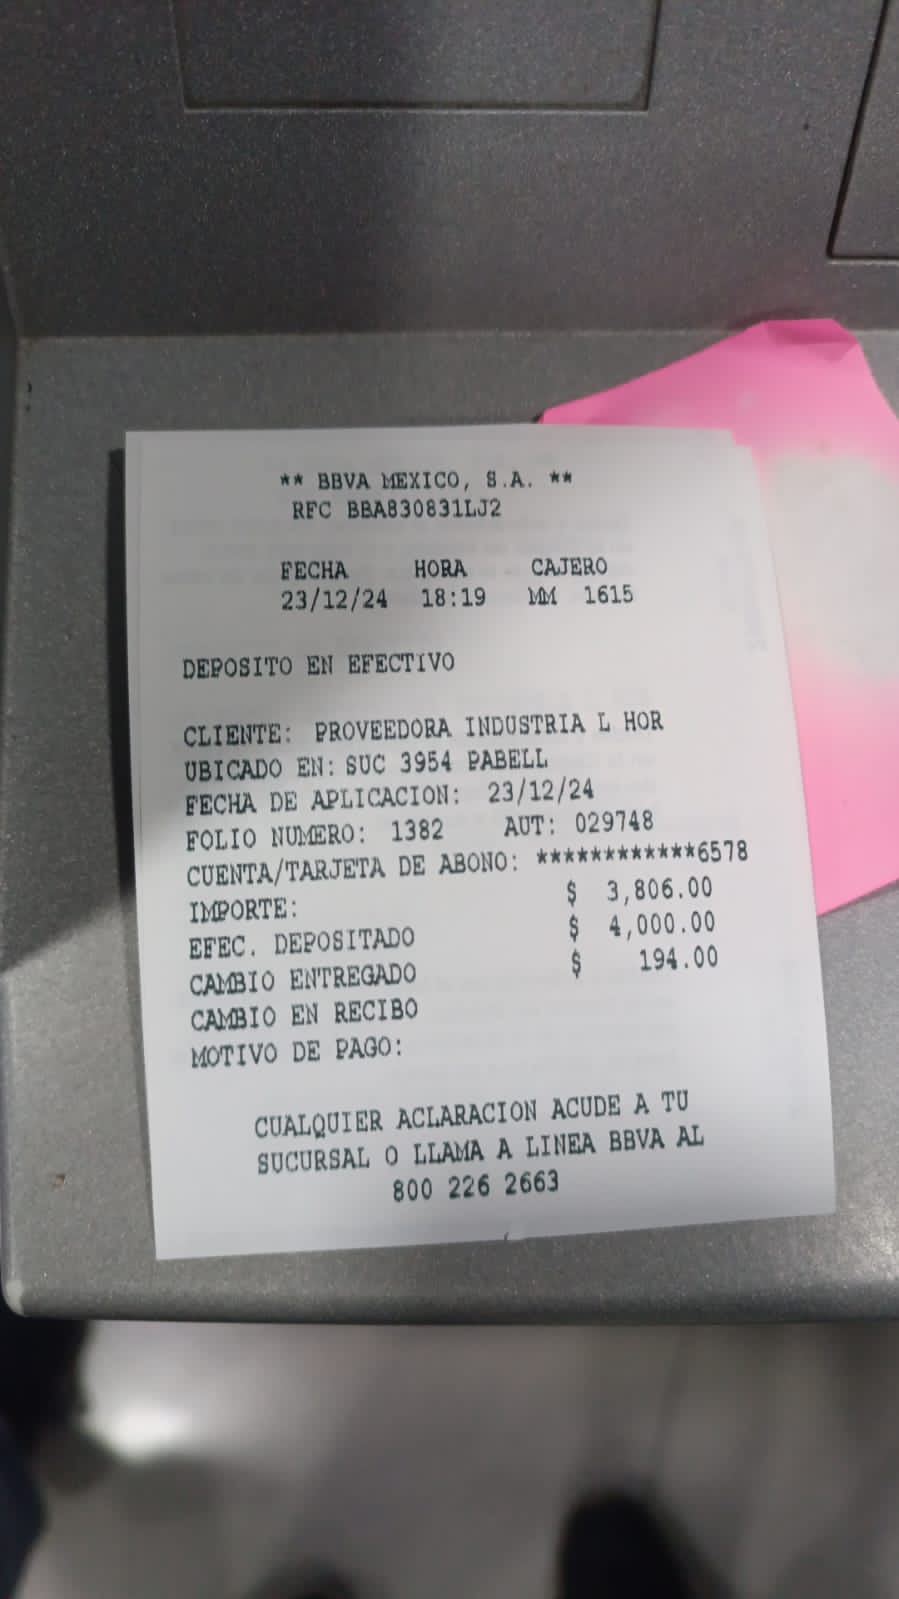 ** BBVA MEXICO, S.A. **
RFC BBA830831LJ2
FECHA HORA CAJERO
23/12/24 18:19 MM 1615
DEPOSITO EN EFECTIVO
CLIENTE: PROVEEDORA INDUSTRIA L HOR
UBICADO EN: SUC 3954 PABELL
FECHA DE APLICACION: 23/12/24
FOLIO NUMERO: 1382 AUT: 029748
CUENTA/TARJETA DE ABONO: ************6578
IMPORTE: $ 3,806.00
EFEC. DEPOSITADO $ 4,000.00
CAMBIO ENTREGADO $ 194.00
CAMBIO EN RECIBO
MOTIVO DE PAGO:
CUALQUIER ACLARACION ACUDE A TU
SUCURSAL O LLAMA A LINEA BBVA AL
800 226 2663